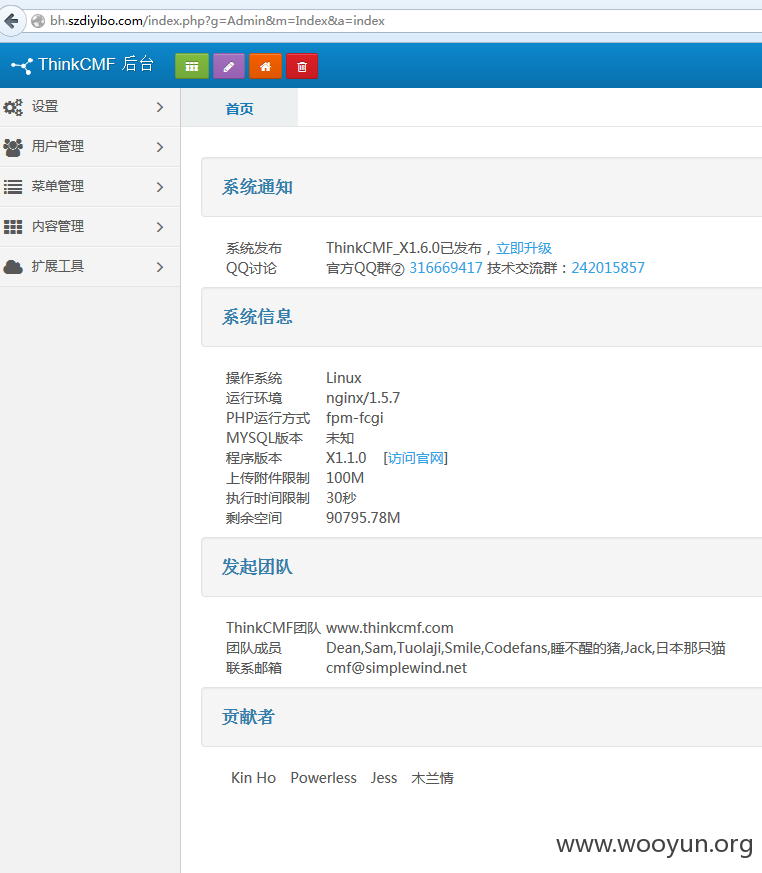 bh.szdiyibo.com/index.php?g=Admin&m=Index&a=index
ThinkCMF 后台
设置
用户管理
菜单管理
内容管理
扩展工具
首页
系统通知
系统发布 ThinkCMF_X1.6.0已发布，立即升级
QQ讨论 官方QQ群② 316669417 技术交流群：242015857
系统信息
操作系统 Linux
运行环境 nginx/1.5.7
PHP运行方式 fpm-fcgi
MYSQL版本 未知
程序版本 X1.1.0 [访问官网]
上传附件限制 100M
执行时间限制 30秒
剩余空间 90795.78M
发起团队
ThinkCMF团队 www.thinkcmf.com
团队成员 Dean,Sam,Tuolaji,Smile,Codefans,睡不醒的猪,Jack,日本那只猫
联系邮箱 cmf@simplewind.net
贡献者
Kin Ho Powerless Jess 木兰情
www.wooyun.org